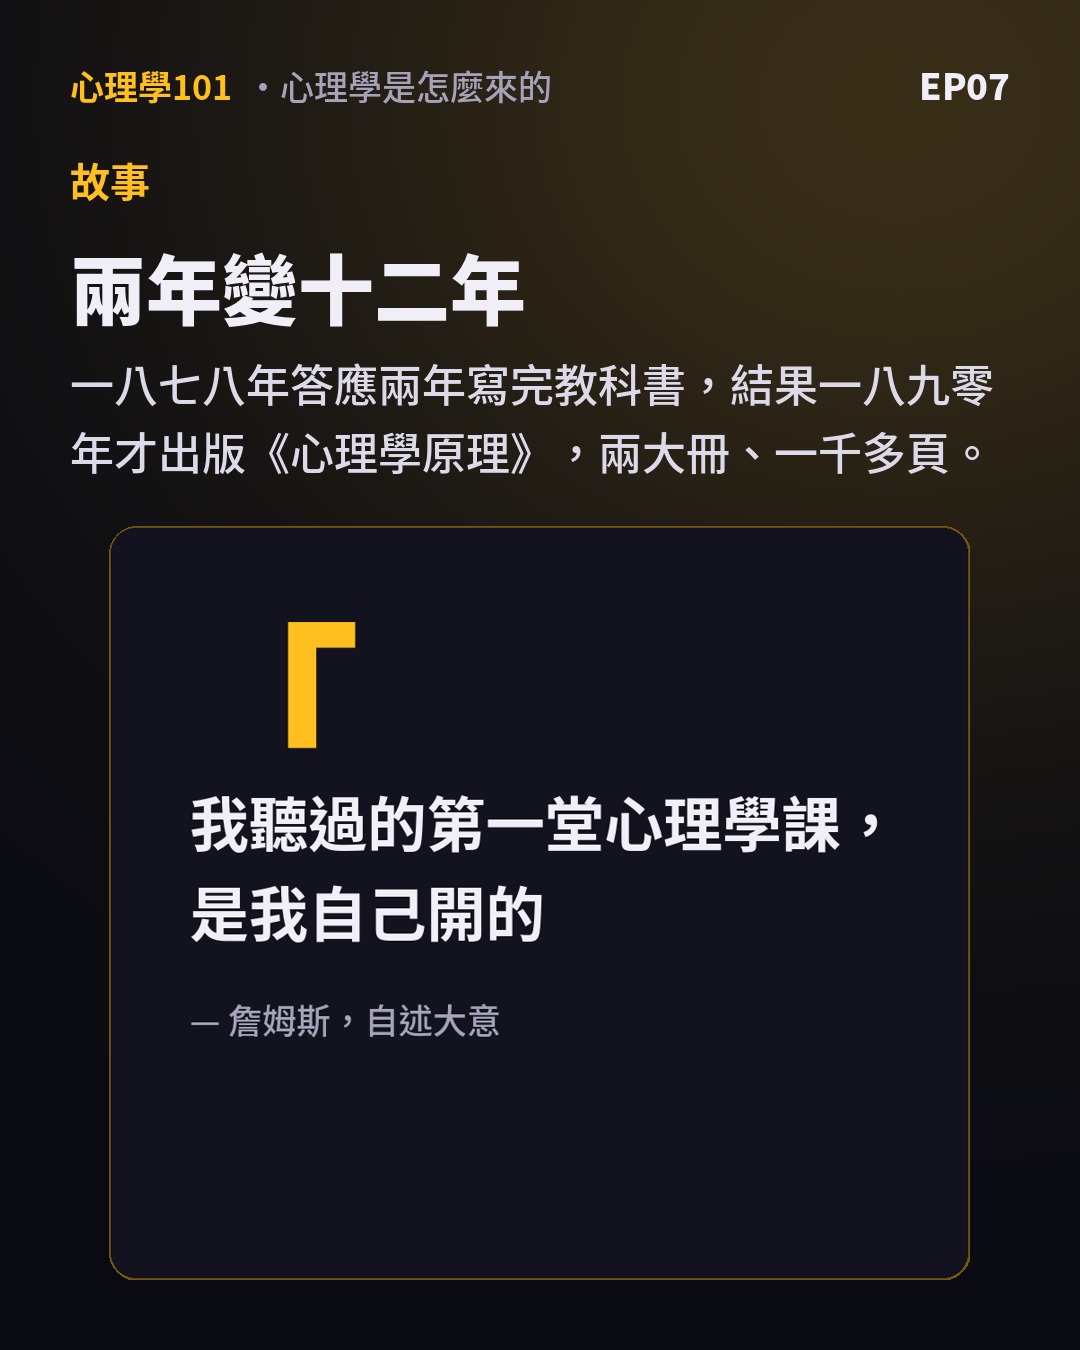 心理學101 ・心理學是怎麼來的
EP07
故事
兩年變十二年
一八七八年答應兩年寫完教科書，結果一八九零
年才出版《心理學原理》，兩大冊、一千多頁。
「
我聽過的第一堂心理學課，
是我自己開的
— 詹姆斯，自述大意